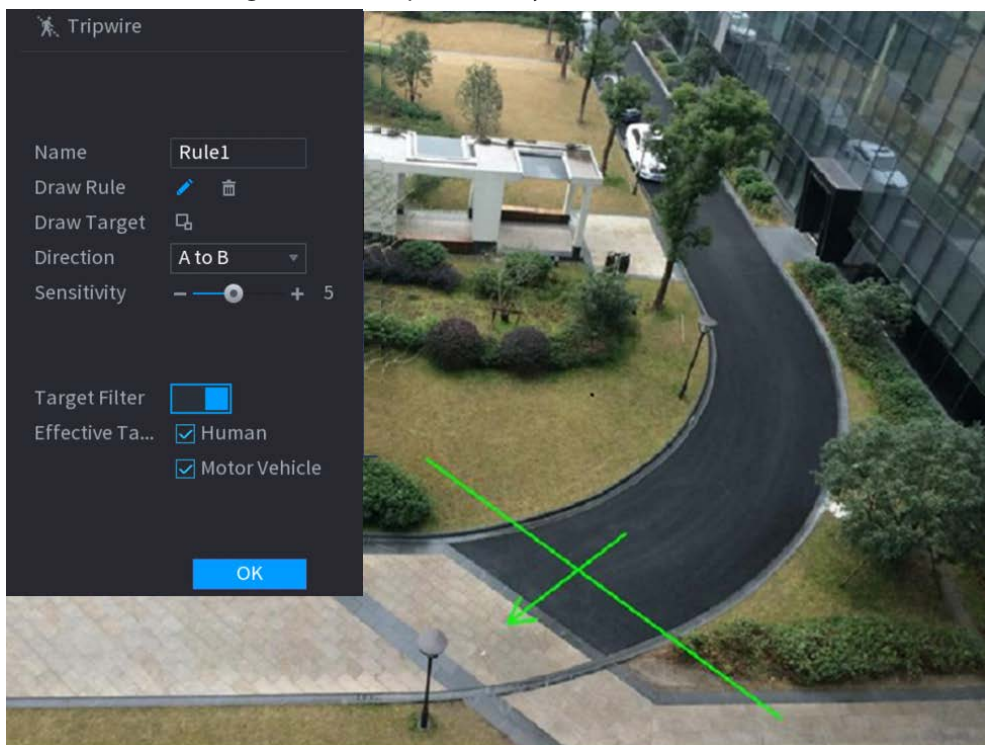 Tripwire
Name Rule1
Draw Rule
Draw Target
Direction A to B
Sensitivity - + 5
Target Filter
Effective Ta... Human
Motor Vehicle
OK